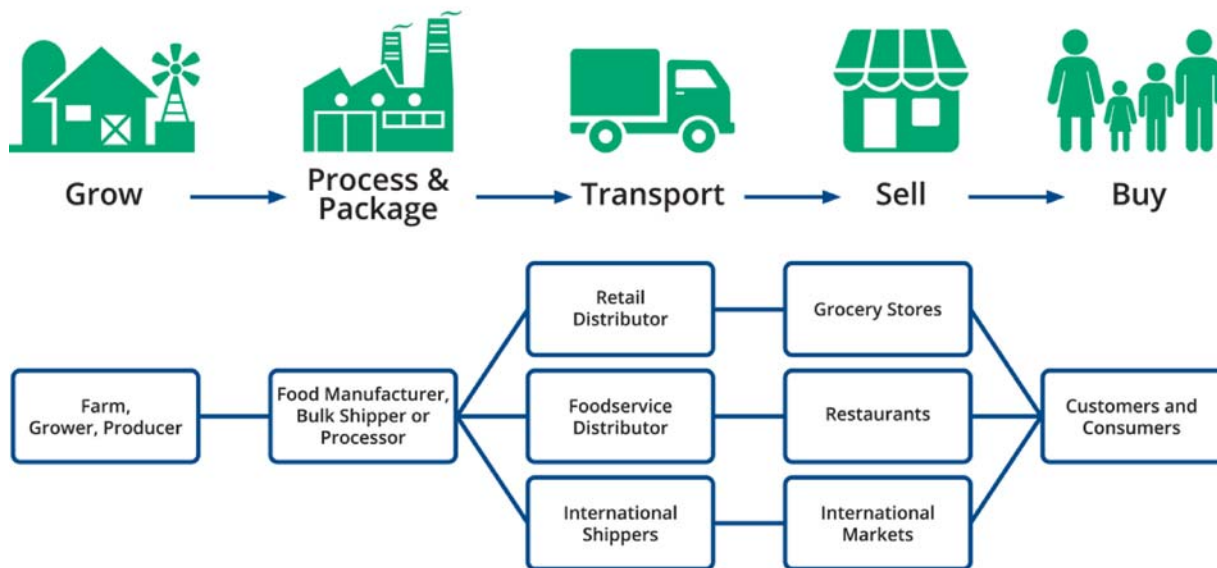 Grow
Process &
Package
Transport
Sell
Buy
Retail
Distributor
Grocery Stores
Farm,
Grower, Producer
Food Manufacturer,
Bulk Shipper or
Processor
Foodservice
Distributor
Restaurants
Customers and
Consumers
International
Shippers
International
Markets